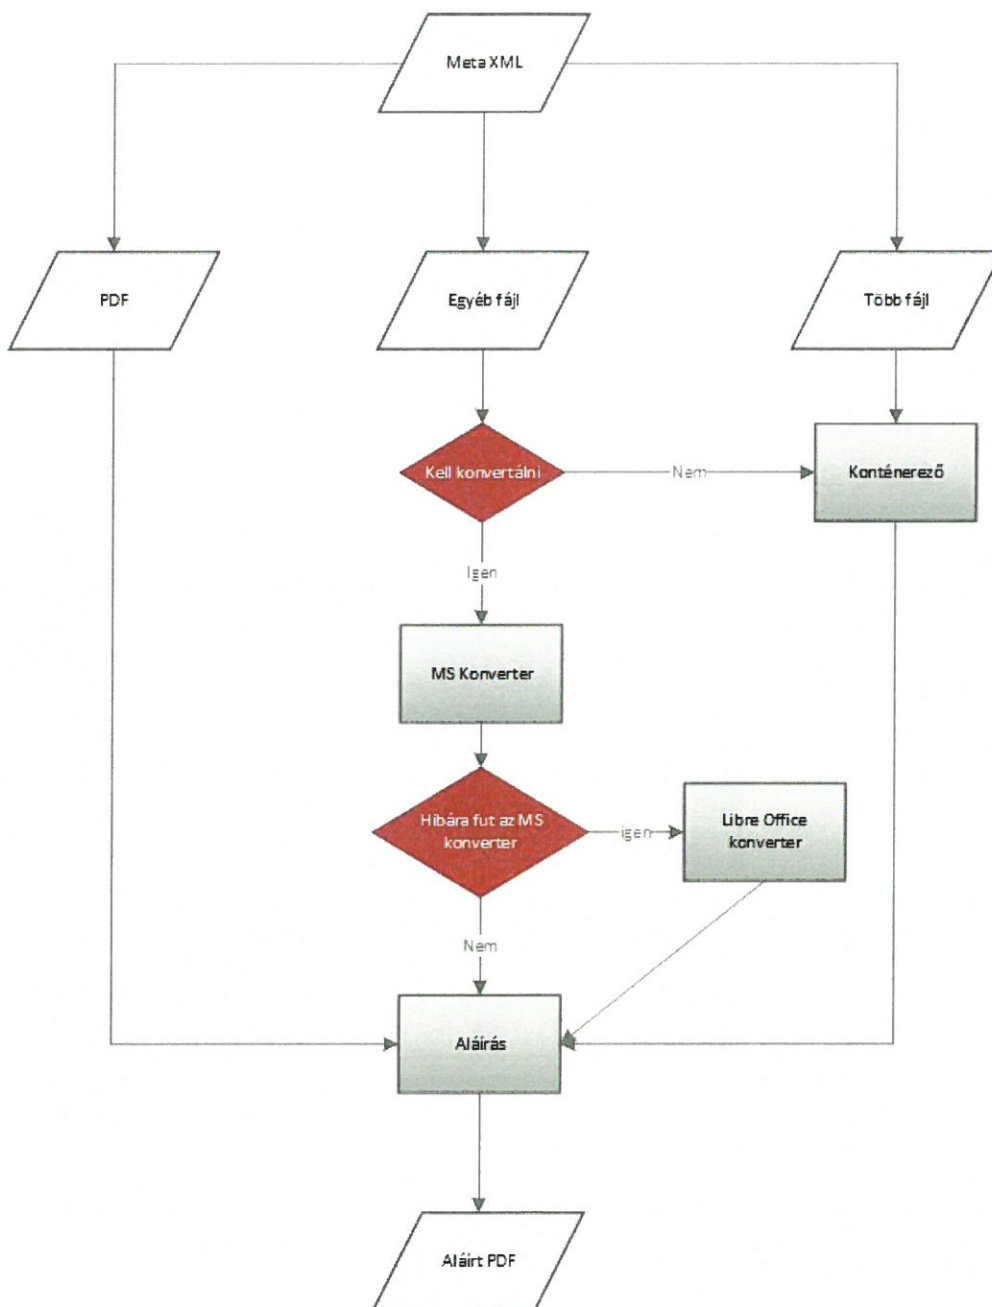 Meta XML
PDF
Egyéb fájl
Több fájl
Kell konvertálni
Nem
Konténerező
Igen
MS Konverter
Hibára fut az MS
konverter
igen
Libre Office
konverter
Nem
Aláírás
Aláírt PDF